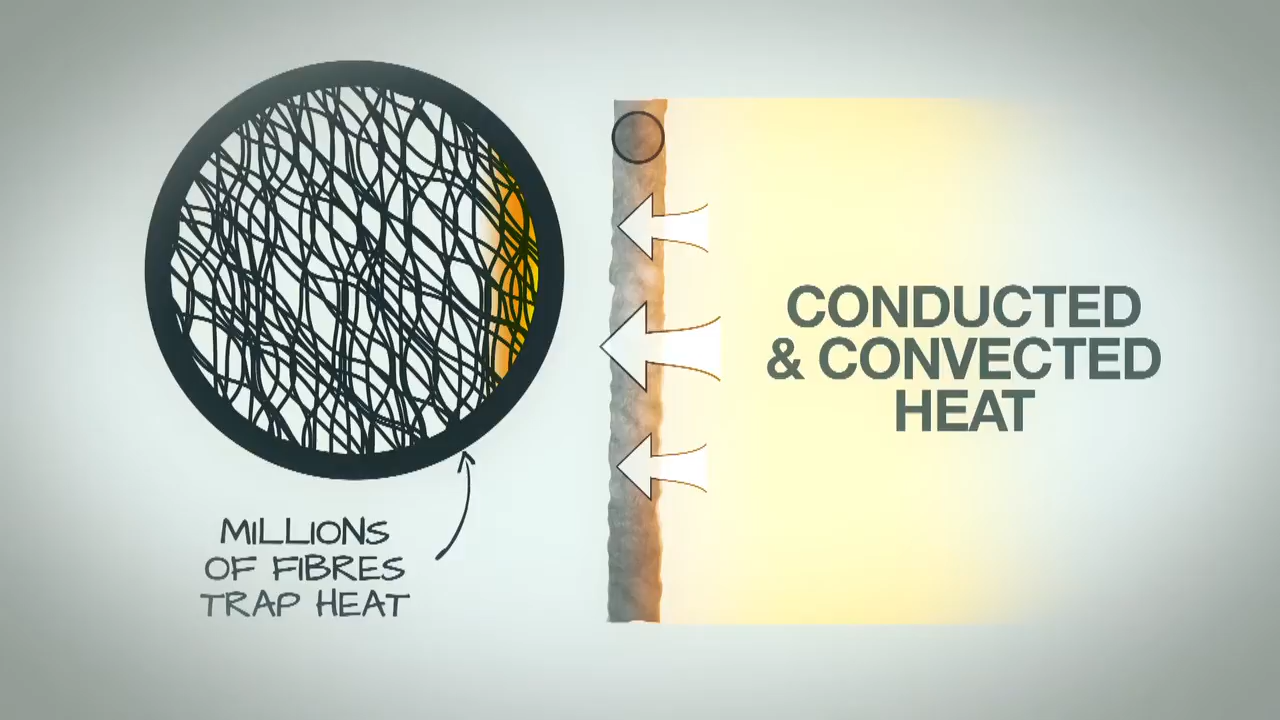 CONDUCTED
& CONVECTED
HEAT
MILLIONS
OF FIBRES
TRAP HEAT